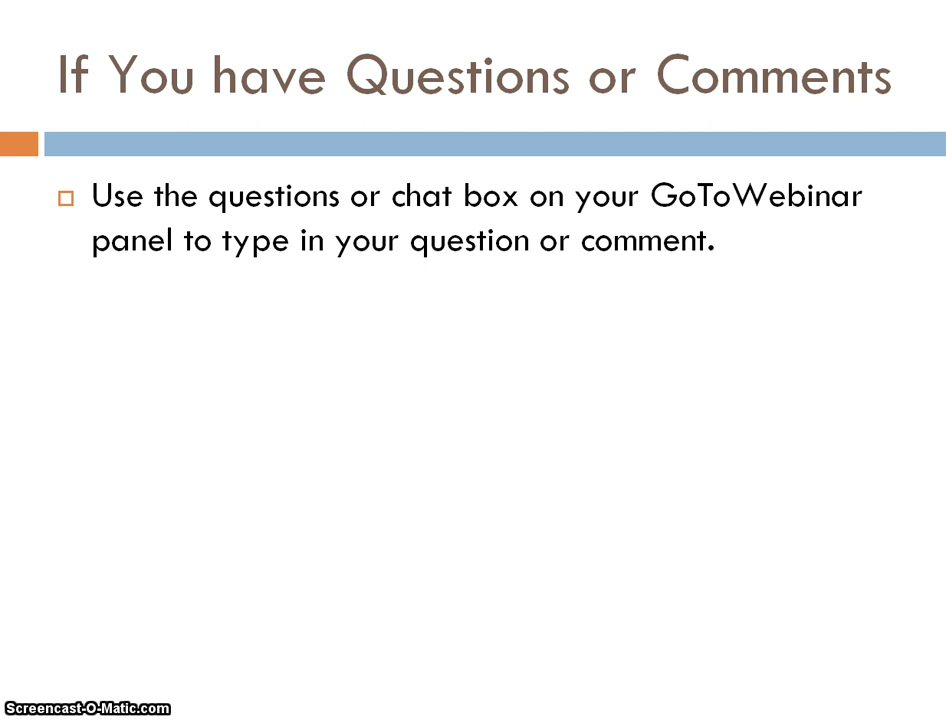 If You have Questions or Comments
Use the questions or chat box on your GoToWebinar
panel to type in your question or comment.
Screencast-O-Matic.com